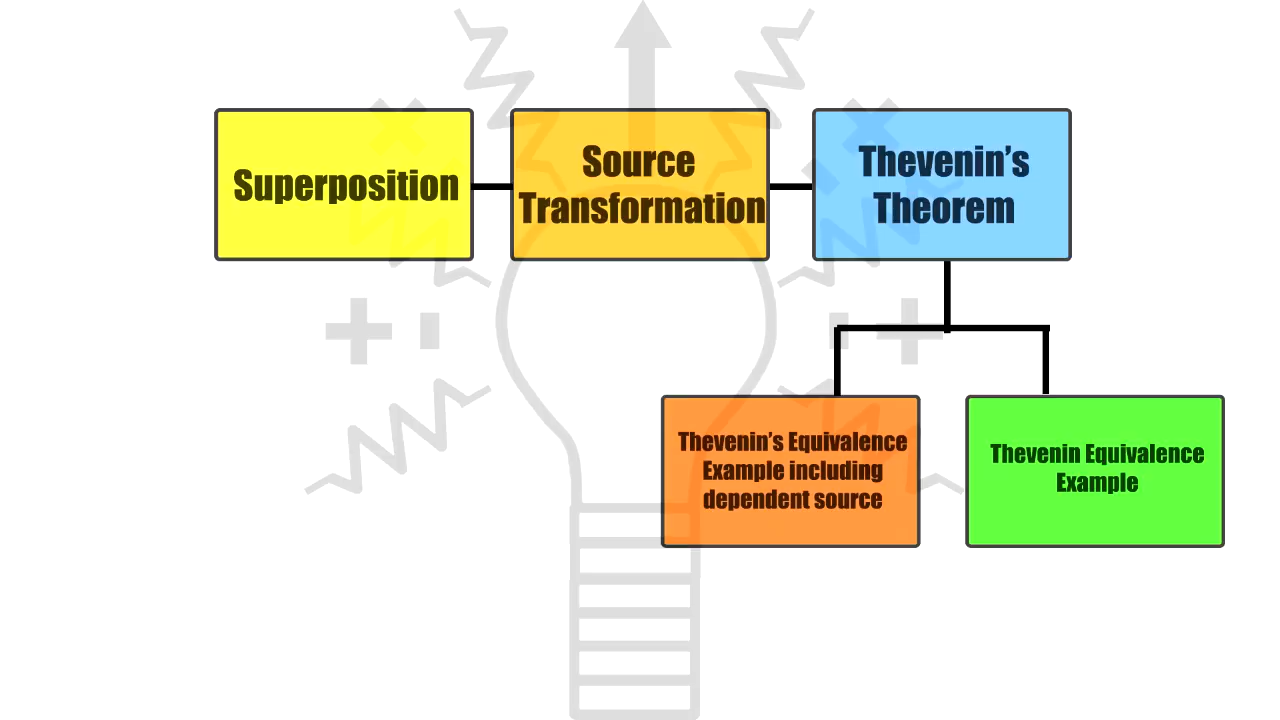 Superposition
Source
Transformation
Thevenin's
Theorem
Thevenin's Equivalence
Example including
dependent source
Thevenin Equivalence
Example